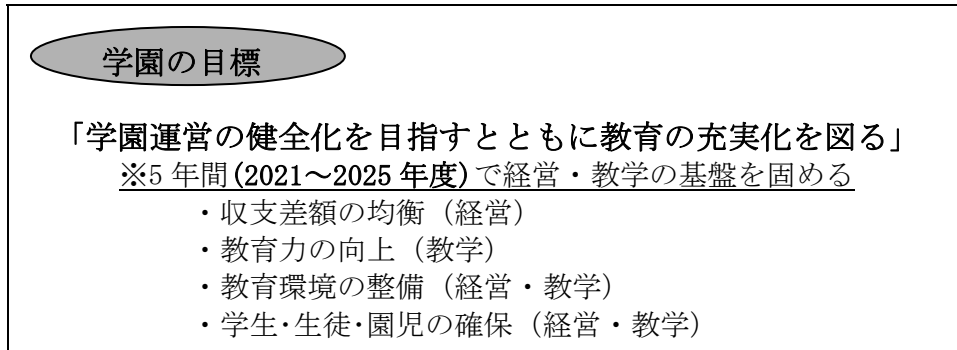 学園の目標
「学園運営の健全化を目指すとともに教育の充実化を図る」
※5年間(2021～2025年度)で経営・教学の基盤を固める
・収支差額の均衡（経営）
・教育力の向上（教学）
・教育環境の整備（経営・教学）
・学生・生徒・園児の確保（経営・教学）